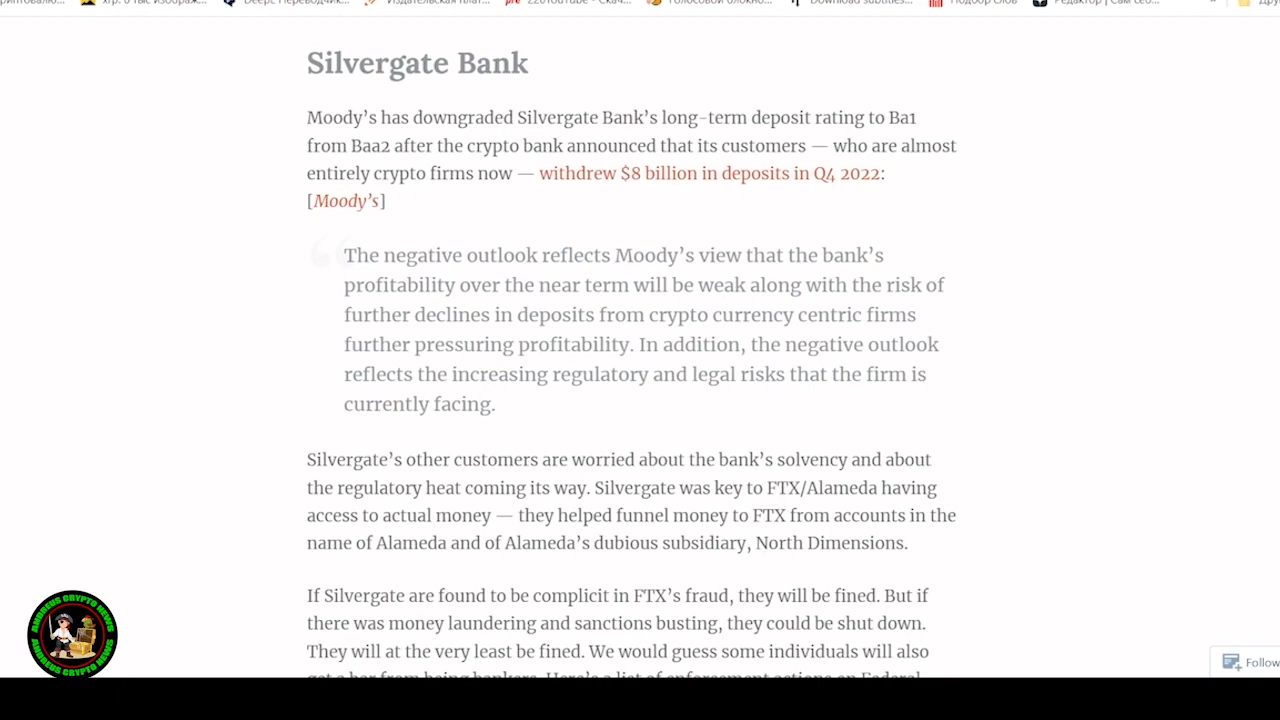 Silvergate Bank
Moody’s has downgraded Silvergate Bank’s long-term deposit rating to Ba1
from Baa2 after the crypto bank announced that its customers — who are almost
entirely crypto firms now — withdrew $8 billion in deposits in Q4 2022:
[Moody’s]
The negative outlook reflects Moody’s view that the bank’s
profitability over the near term will be weak along with the risk of
further declines in deposits from crypto currency centric firms
further pressuring profitability. In addition, the negative outlook
reflects the increasing regulatory and legal risks that the firm is
currently facing.
Silvergate’s other customers are worried about the bank’s solvency and about
the regulatory heat coming its way. Silvergate was key to FTX/Alameda having
access to actual money — they helped funnel money to FTX from accounts in the
name of Alameda and of Alameda’s dubious subsidiary, North Dimensions.
If Silvergate are found to be complicit in FTX’s fraud, they will be fined. But if
there was money laundering and sanctions busting, they could be shut down.
They will at the very least be fined. We would guess some individuals will also
ANDREUS CRYPTO NEWS
ANDREUS CRYPTO NEWS
Follow